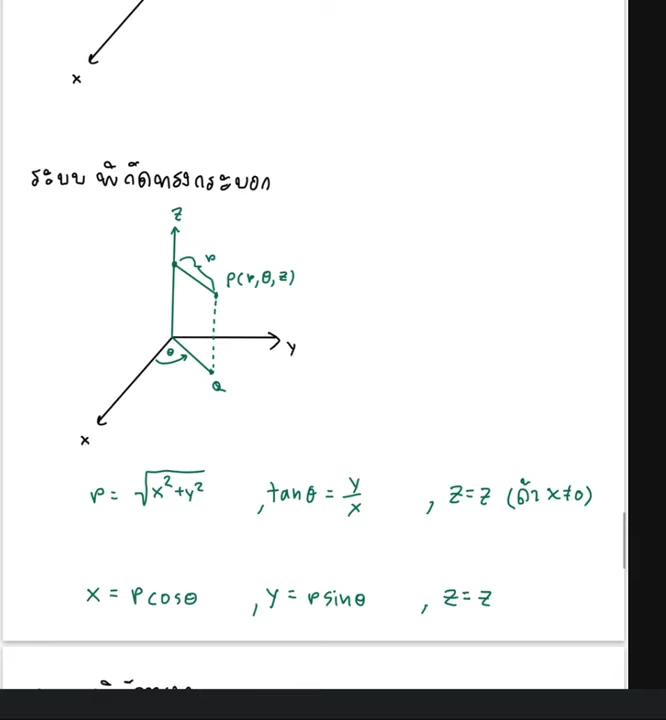 x
ระบบ พิกัดทรงกระบอก
z
r
P(r,θ,z)
y
θ
Q
x
r = √x²+y² , tanθ = y/x , z=z (ถ้า x≠0)
x = rcosθ , y = rsinθ , z=z